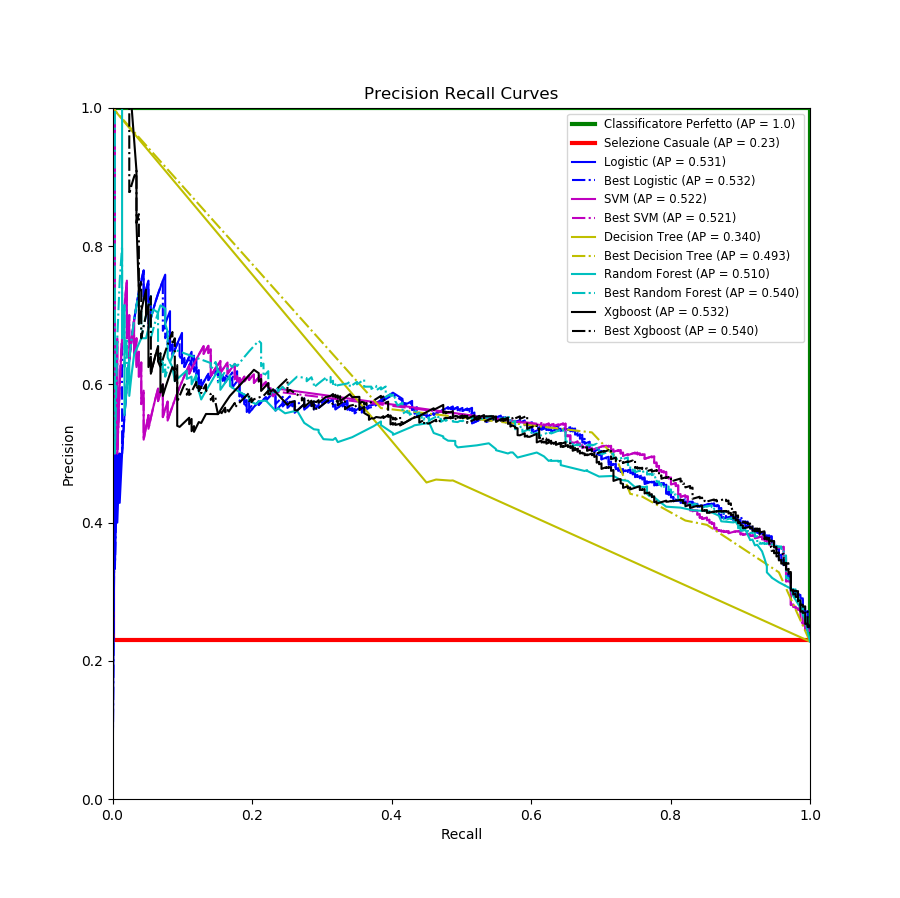 Precision Recall Curves
1.0
0.8
0.6
0.4
0.2
0.0
Precision
0.0 0.2 0.4 0.6 0.8 1.0
Recall
Classificatore Perfetto (AP = 1.0)
Selezione Casuale (AP = 0.23)
Logistic (AP = 0.531)
Best Logistic (AP = 0.532)
SVM (AP = 0.522)
Best SVM (AP = 0.521)
Decision Tree (AP = 0.340)
Best Decision Tree (AP = 0.493)
Random Forest (AP = 0.510)
Best Random Forest (AP = 0.540)
Xgboost (AP = 0.532)
Best Xgboost (AP = 0.540)